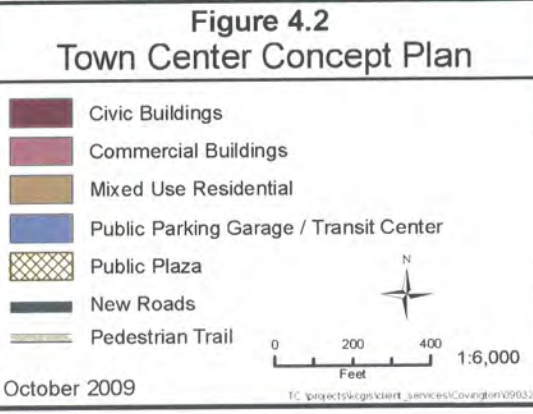 Figure 4.2
Town Center Concept Plan
Civic Buildings
Commercial Buildings
Mixed Use Residential
Public Parking Garage / Transit Center
Public Plaza
New Roads
Pedestrian Trail
N
0 200 400
Feet
1:6,000
October 2009